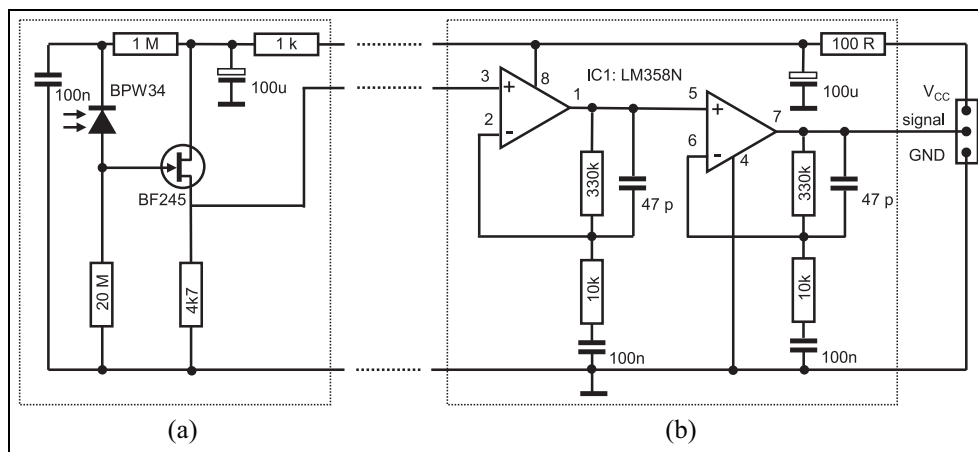 1 M
1 k
100 R
100n
BPW34
100u
IC1: LM358N
100u
V_CC
3
8
1
5
7
signal
2
6
4
GND
BF245
330k
47 p
330k
47 p
20 M
4k7
10k
10k
100n
100n
(a)
(b)